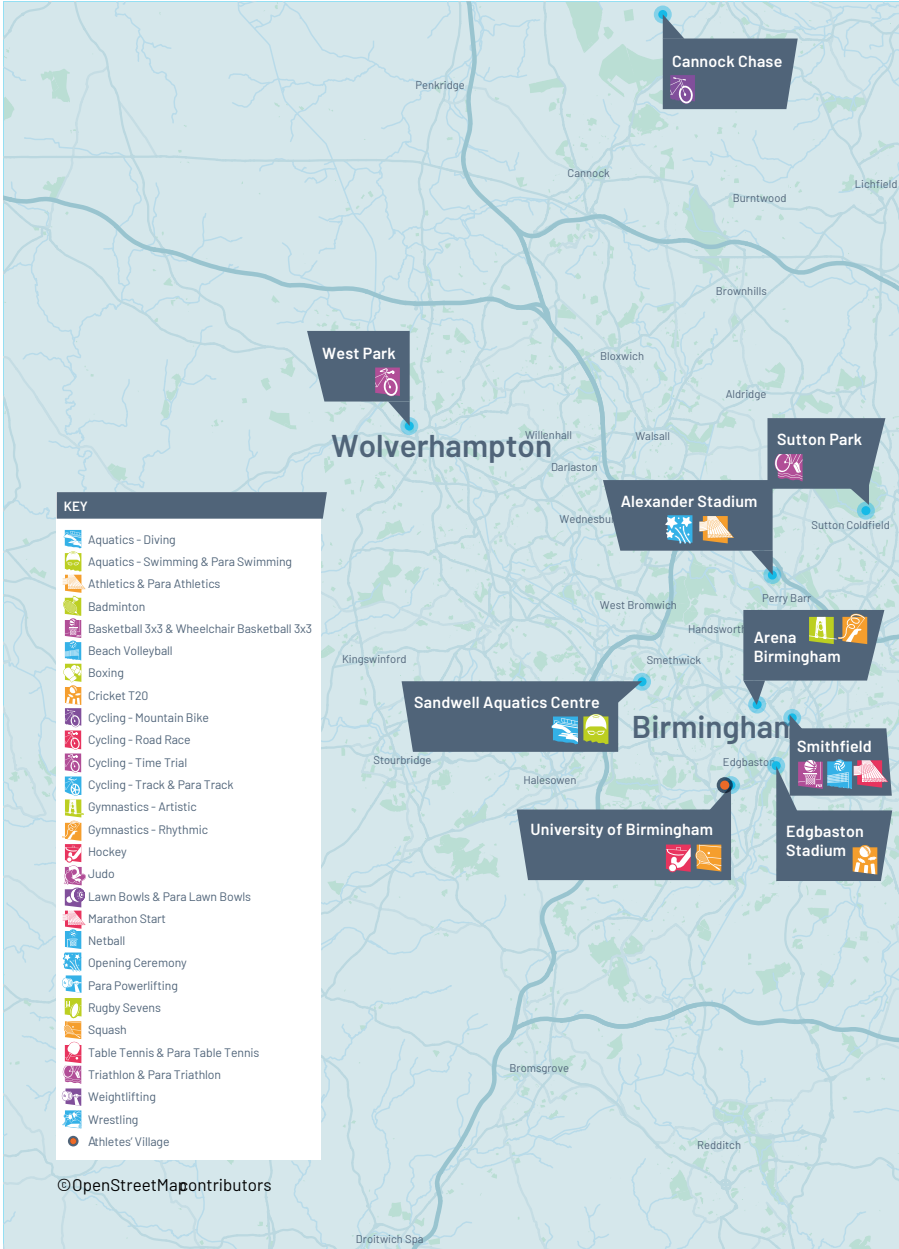 Cannock Chase
Penkridge
Cannock
Lichfield
Burntwood
Brownhills
West Park
Bloxwich
Aldridge
Wolverhampton
Willenhall
Walsall
Sutton Park
Darlaston
Alexander Stadium
Wednesbu
Sutton Coldfield
Perry Barr
West Bromwich
Handsworth
Arena
Birmingham
Kingswinford
Smethwick
Sandwell Aquatics Centre
Birmingham
Smithfield
Stourbridge
Edgbaston
Halesowen
University of Birmingham
Edgbaston
Stadium
KEY
Aquatics - Diving
Aquatics - Swimming & Para Swimming
Athletics & Para Athletics
Badminton
Basketball 3x3 & Wheelchair Basketball 3x3
Beach Volleyball
Boxing
Cricket T20
Cycling - Mountain Bike
Cycling - Road Race
Cycling - Time Trial
Cycling - Track & Para Track
Gymnastics - Artistic
Gymnastics - Rhythmic
Hockey
Judo
Lawn Bowls & Para Lawn Bowls
Marathon Start
Netball
Opening Ceremony
Para Powerlifting
Rugby Sevens
Squash
Table Tennis & Para Table Tennis
Triathlon & Para Triathlon
Weightlifting
Wrestling
Athletes' Village
Bromsgrove
Redditch
©OpenStreetMap contributors
Droitwich Spa